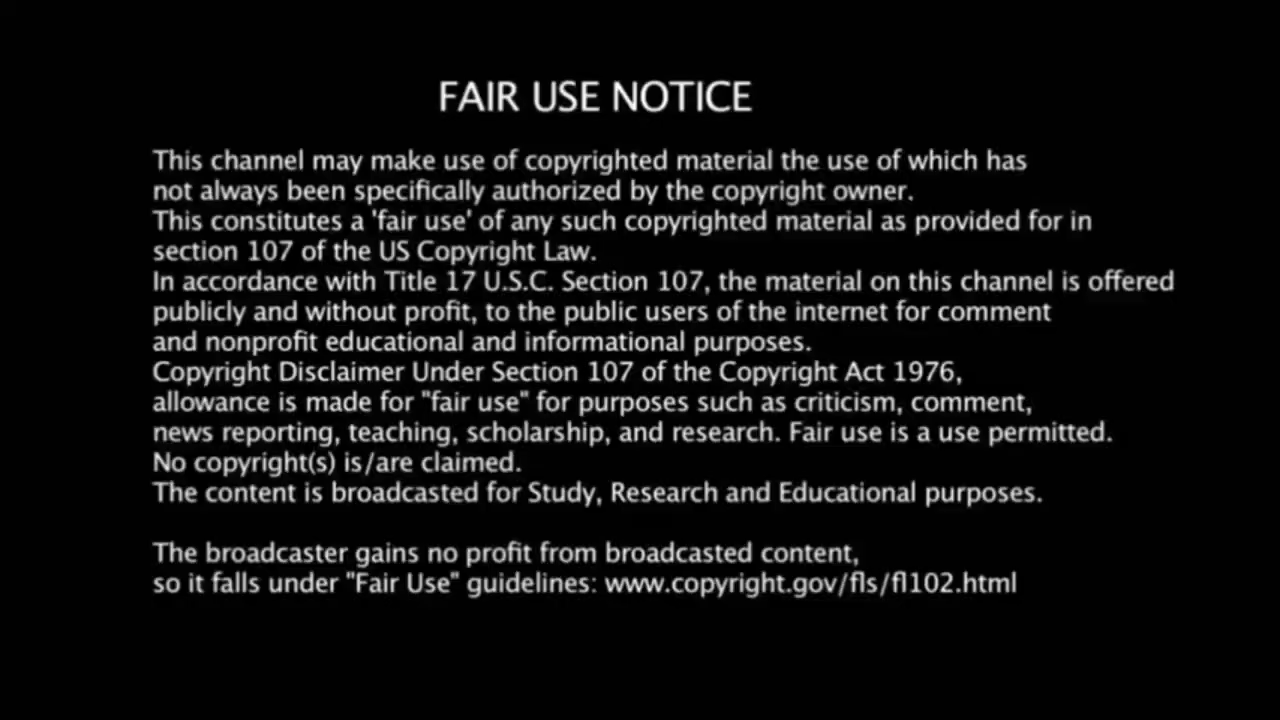 FAIR USE NOTICE
This channel may make use of copyrighted material the use of which has
not always been specifically authorized by the copyright owner.
This constitutes a 'fair use' of any such copyrighted material as provided for in
section 107 of the US Copyright Law.
In accordance with Title 17 U.S.C. Section 107, the material on this channel is offered
publicly and without profit, to the public users of the internet for comment
and nonprofit educational and informational purposes.
Copyright Disclaimer Under Section 107 of the Copyright Act 1976,
allowance is made for "fair use" for purposes such as criticism, comment,
news reporting, teaching, scholarship, and research. Fair use is a use permitted.
No copyright(s) is/are claimed.
The content is broadcasted for Study, Research and Educational purposes.
The broadcaster gains no profit from broadcasted content,
so it falls under "Fair Use" guidelines: www.copyright.gov/fls/fl102.html